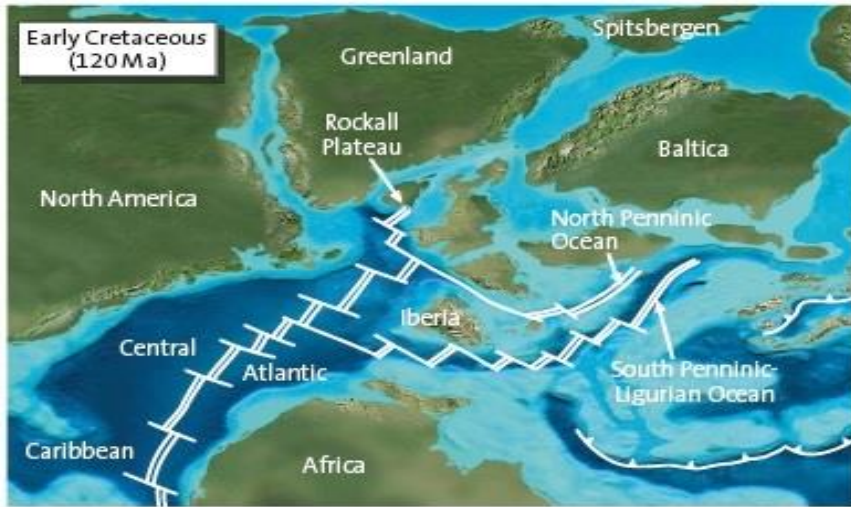 Early Cretaceous
(120 Ma)
Spitsbergen
Greenland
Rockall
Plateau
Baltica
North America
North Penninic
Ocean
Iberia
Central
Atlantic
South Penninic-
Ligurian Ocean
Caribbean
Africa